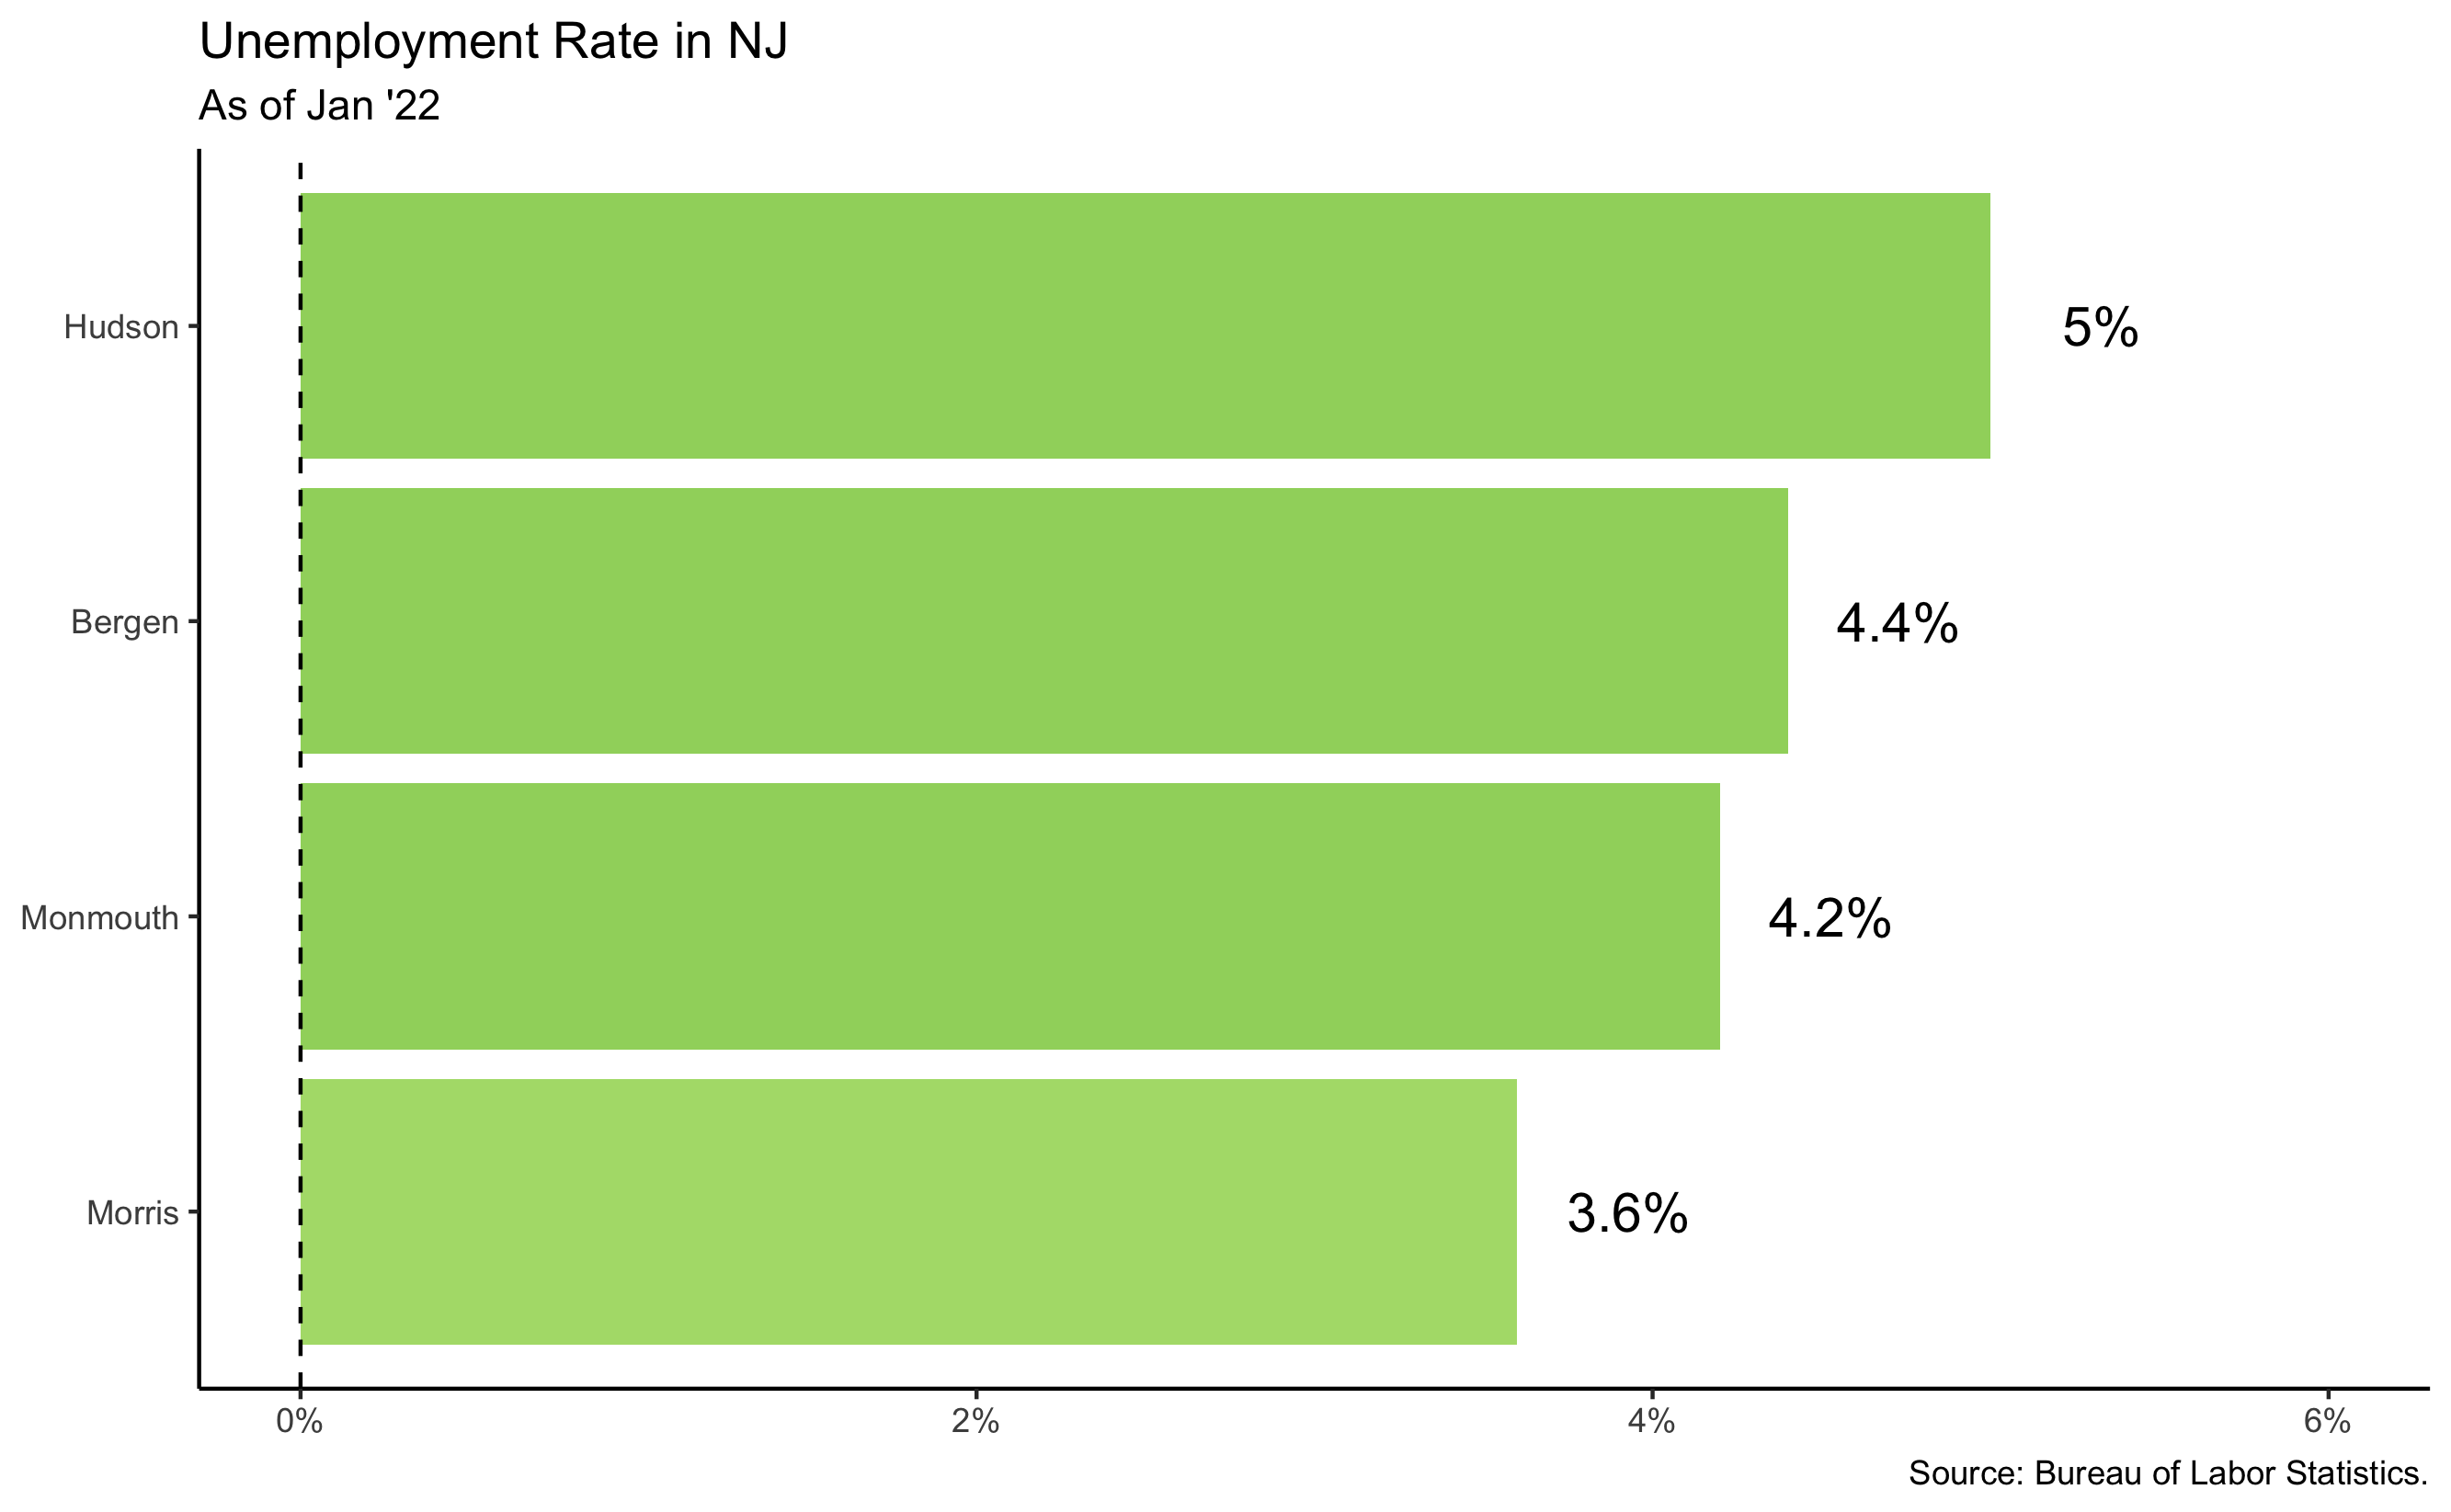 Unemployment Rate in NJ
As of Jan '22
Hudson
5%
Bergen
4.4%
Monmouth
4.2%
Morris
3.6%
0% 2% 4% 6%
Source: Bureau of Labor Statistics.